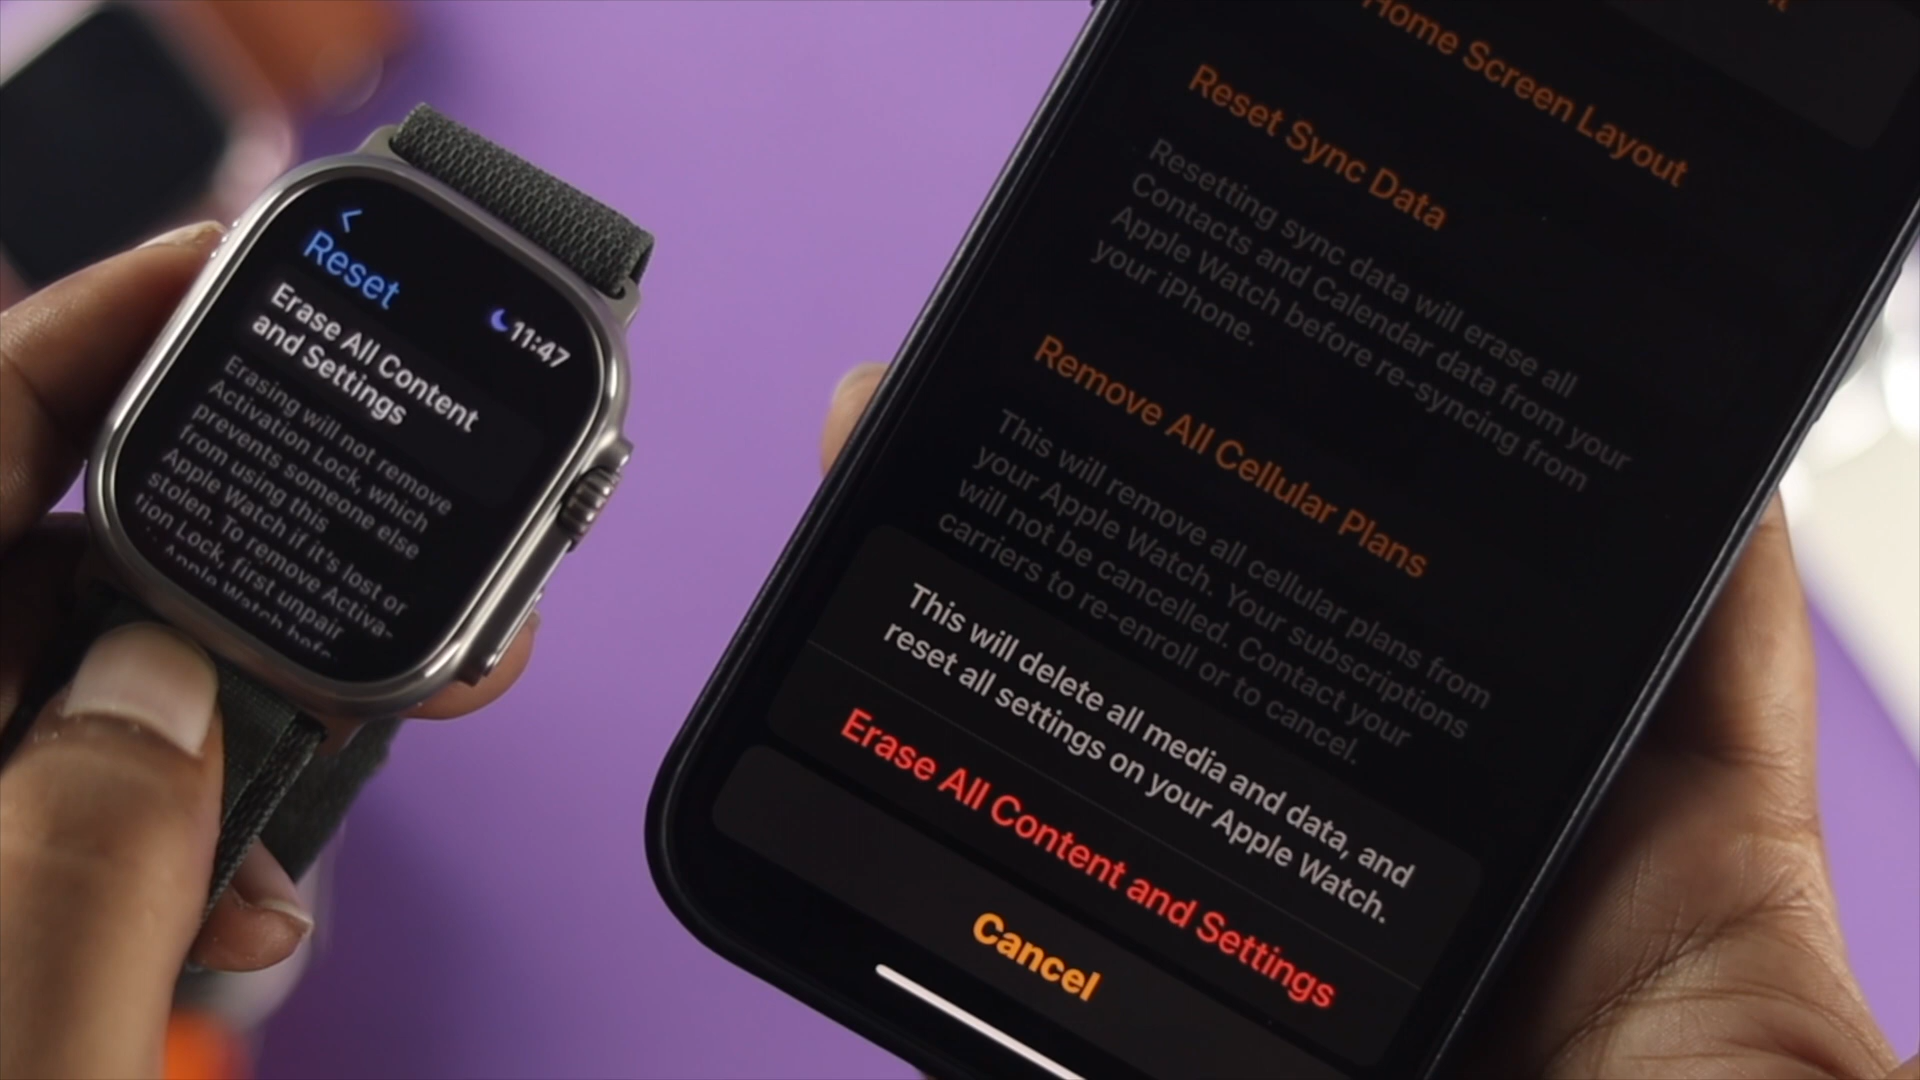 Reset
11:47
Erase All Content
and Settings
Erasing will not remove
Activation Lock, which
prevents someone else
from using this
Apple Watch if it's lost or
stolen. To remove Activa-
tion Lock, first unpair
Apple Watch
Home Screen Layout
Reset Sync Data
Resetting sync data will erase all
Contacts and Calendar data from your
Apple Watch before re-syncing from
your iPhone.
Remove All Cellular Plans
This will remove all cellular plans from
your Apple Watch. Your subscriptions
will not be cancelled. Contact your
carriers to re-enroll or to cancel.
This will delete all media and data, and
reset all settings on your Apple Watch.
Erase All Content and Settings
Cancel